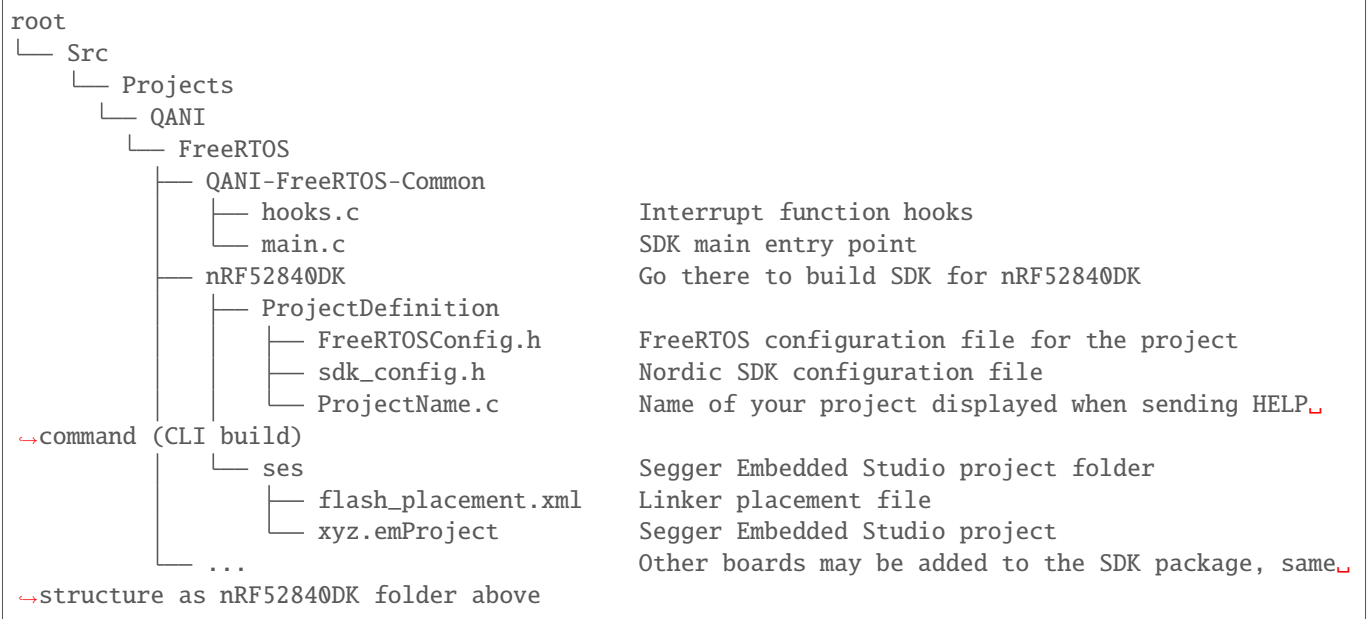 root
└── Src
    └── Projects
      └── QANI
        └── FreeRTOS
          ├── QANI-FreeRTOS-Common
          │   ├── hooks.c                    Interrupt function hooks
          │   └── main.c                     SDK main entry point
          ├── nRF52840DK                     Go there to build SDK for nRF52840DK
          │   ├── ProjectDefinition
          │   │   ├── FreeRTOSConfig.h       FreeRTOS configuration file for the project
          │   │   ├── sdk_config.h           Nordic SDK configuration file
          │   │   └── ProjectName.c          Name of your project displayed when sending HELP␣
↪command (CLI build)
          │   └── ses                        Segger Embedded Studio project folder
          │       ├── flash_placement.xml    Linker placement file
          │       └── xyz.emProject          Segger Embedded Studio project
          └── ...                            Other boards may be added to the SDK package, same␣
↪structure as nRF52840DK folder above